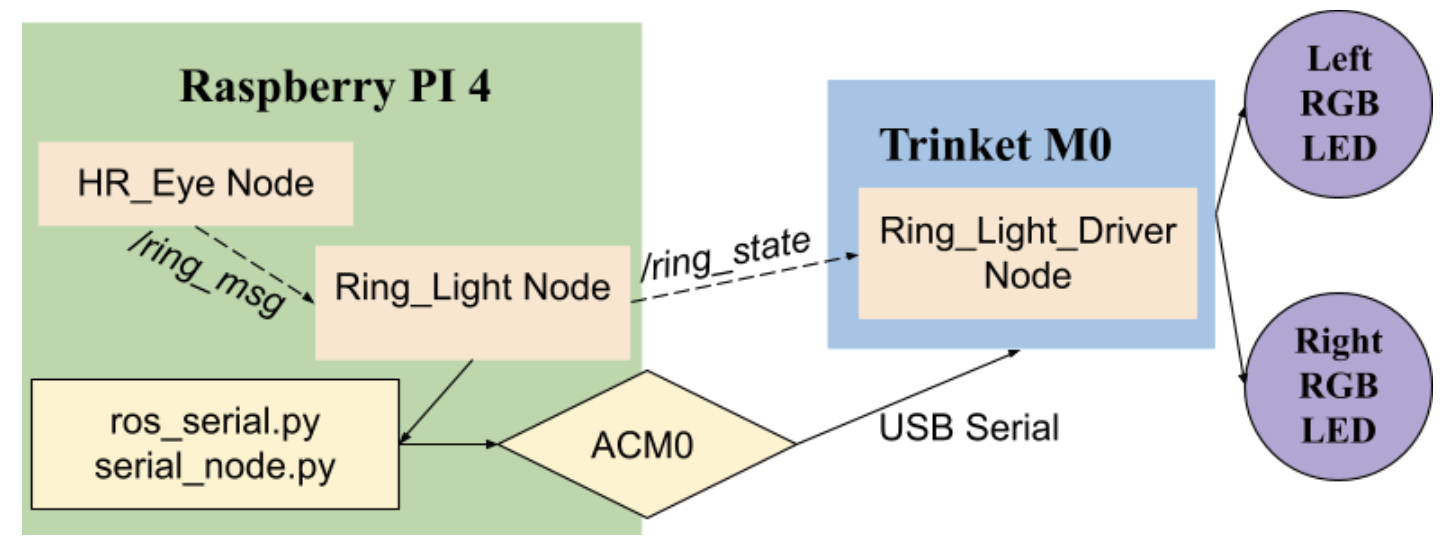 Raspberry PI 4
HR_Eye Node
/ring_msg
Ring_Light Node
/ring_state
ros_serial.py
serial_node.py
ACM0
USB Serial
Trinket M0
Ring_Light_Driver
Node
Left
RGB
LED
Right
RGB
LED